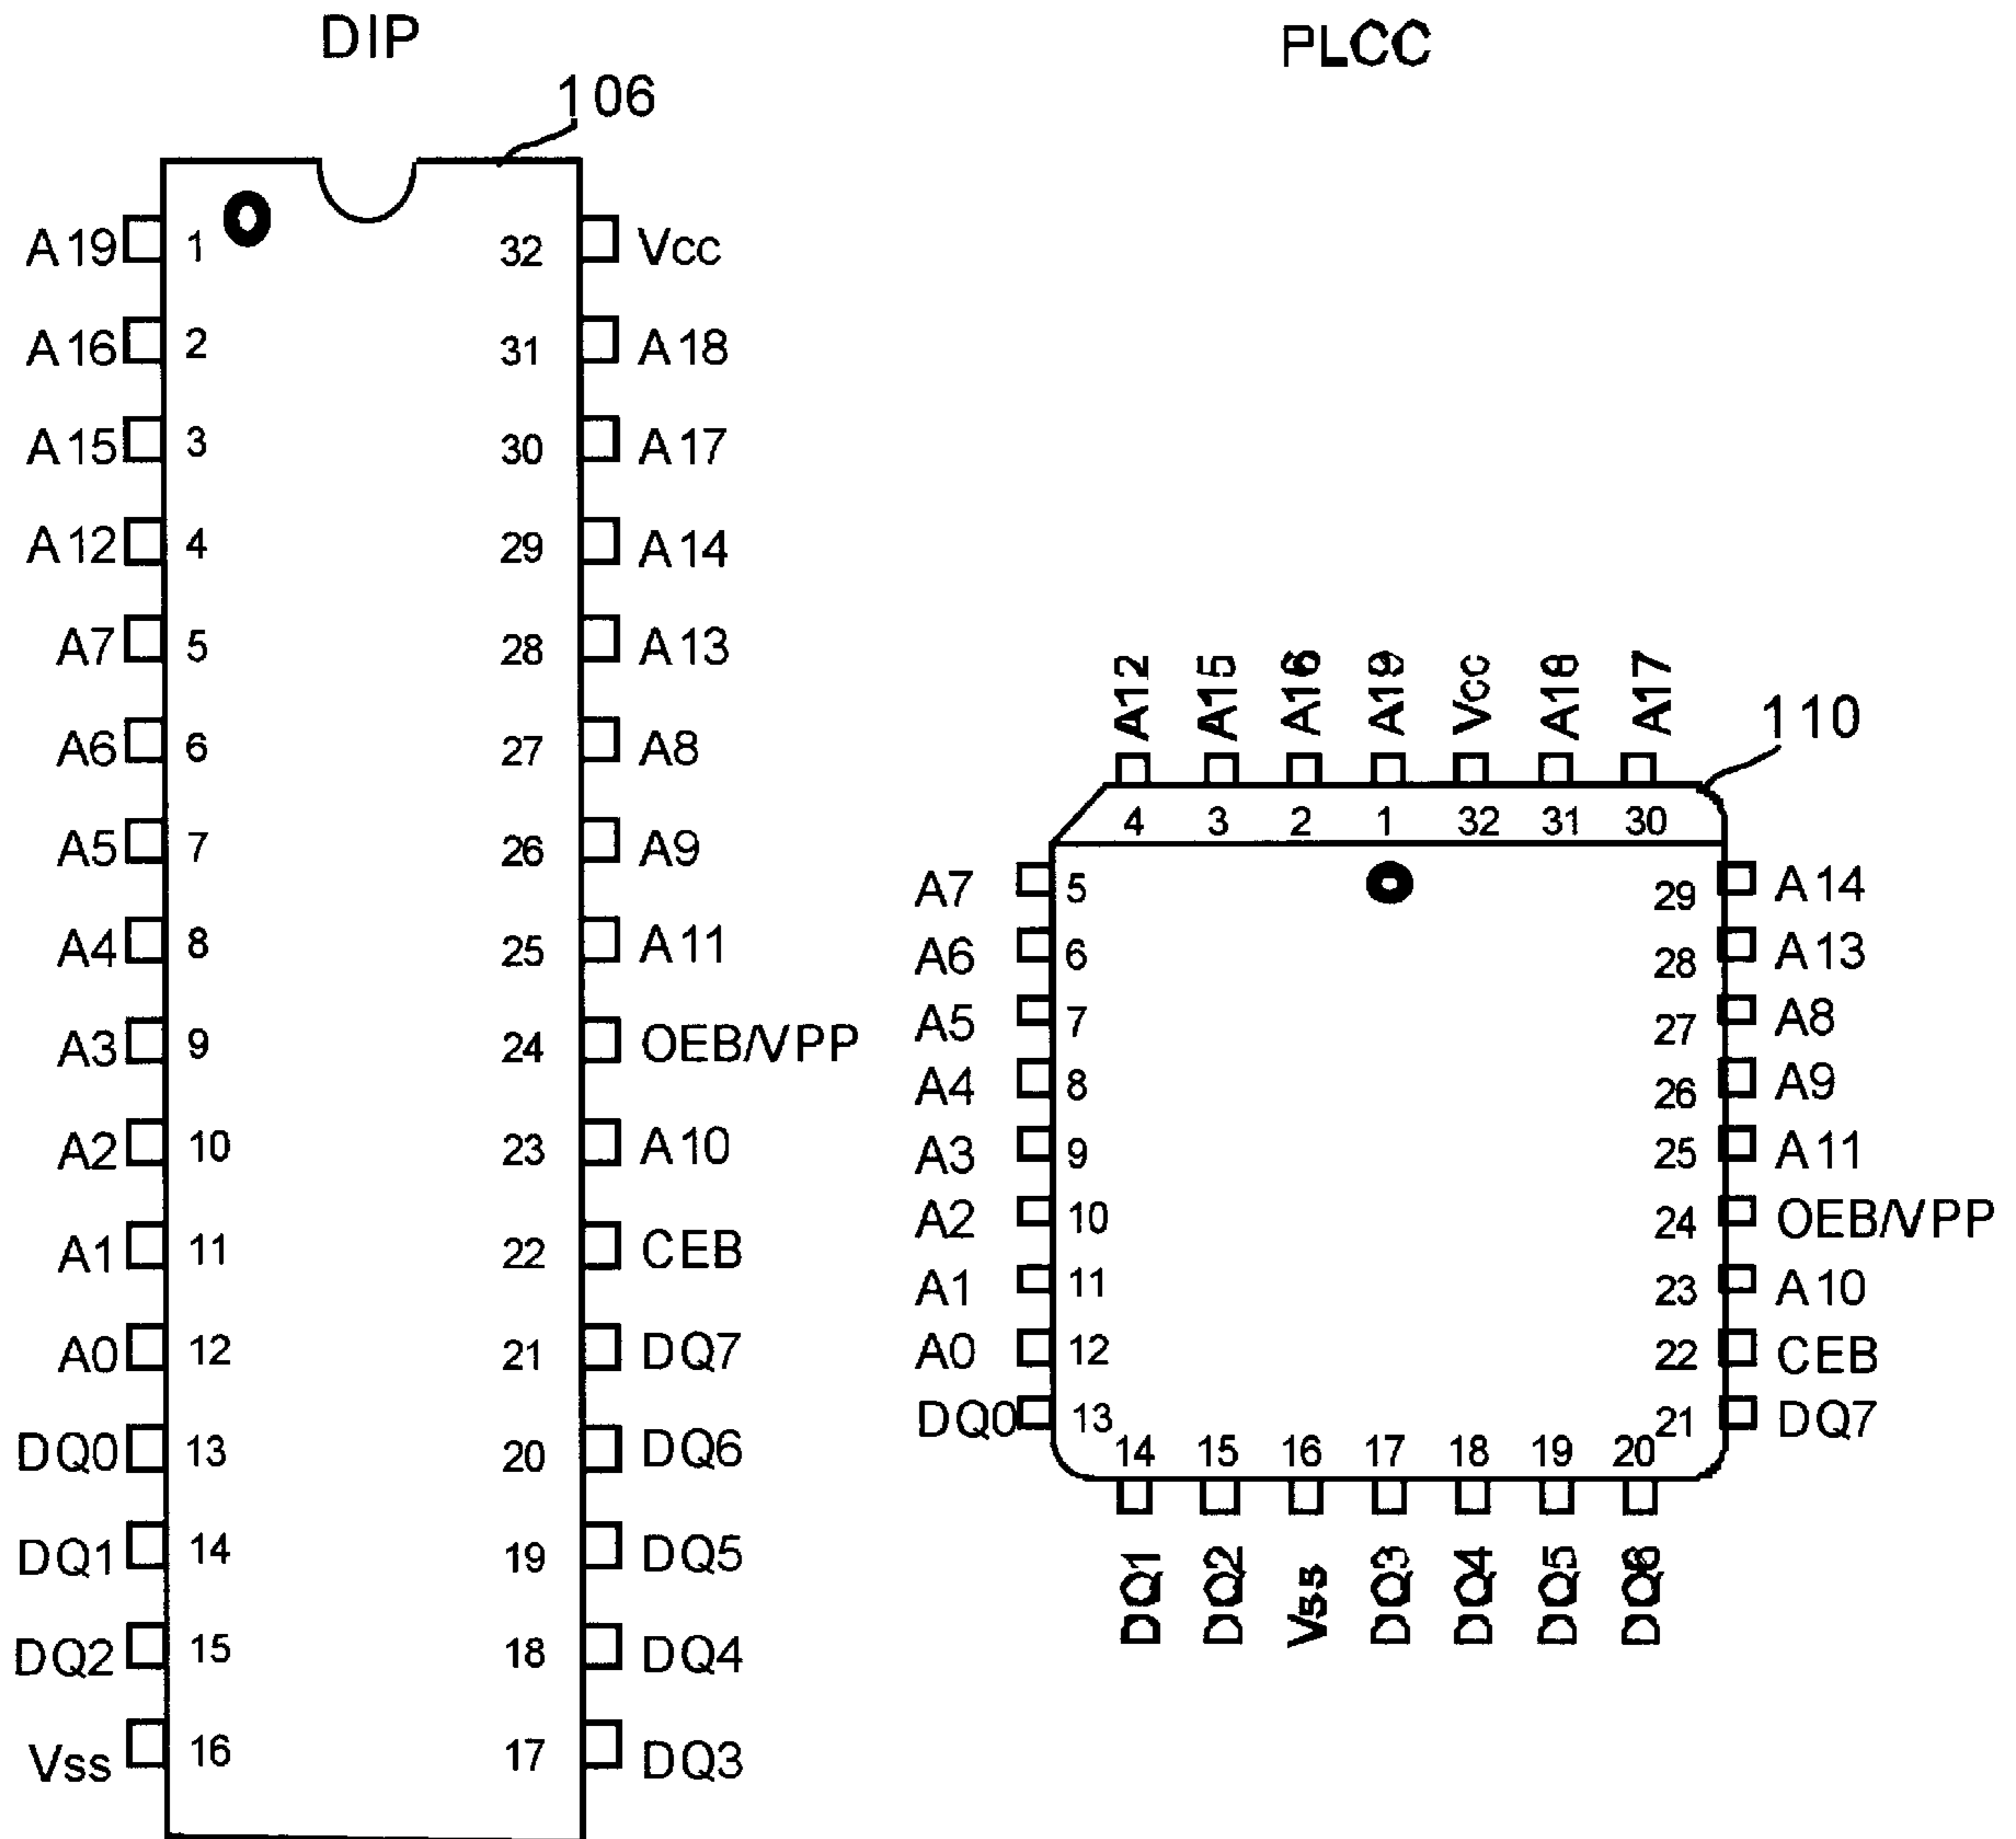 DIP
106
A19 1 32 Vcc
A16 2 31 A18
A15 3 30 A17
A12 4 29 A14
A7 5 28 A13
A6 6 27 A8
A5 7 26 A9
A4 8 25 A11
A3 9 24 OEB/VPP
A2 10 23 A10
A1 11 22 CEB
A0 12 21 DQ7
DQ0 13 20 DQ6
DQ1 14 19 DQ5
DQ2 15 18 DQ4
Vss 16 17 DQ3
PLCC
110
A12 A15 A16 A19 Vcc A18 A17
4 3 2 1 32 31 30
A7 5 29 A14
A6 6 28 A13
A5 7 27 A8
A4 8 26 A9
A3 9 25 A11
A2 10 24 OEB/VPP
A1 11 23 A10
A0 12 22 CEB
DQ0 13 21 DQ7
14 15 16 17 18 19 20
DQ1 DQ2 Vss DQ3 DQ4 DQ5 DQ6